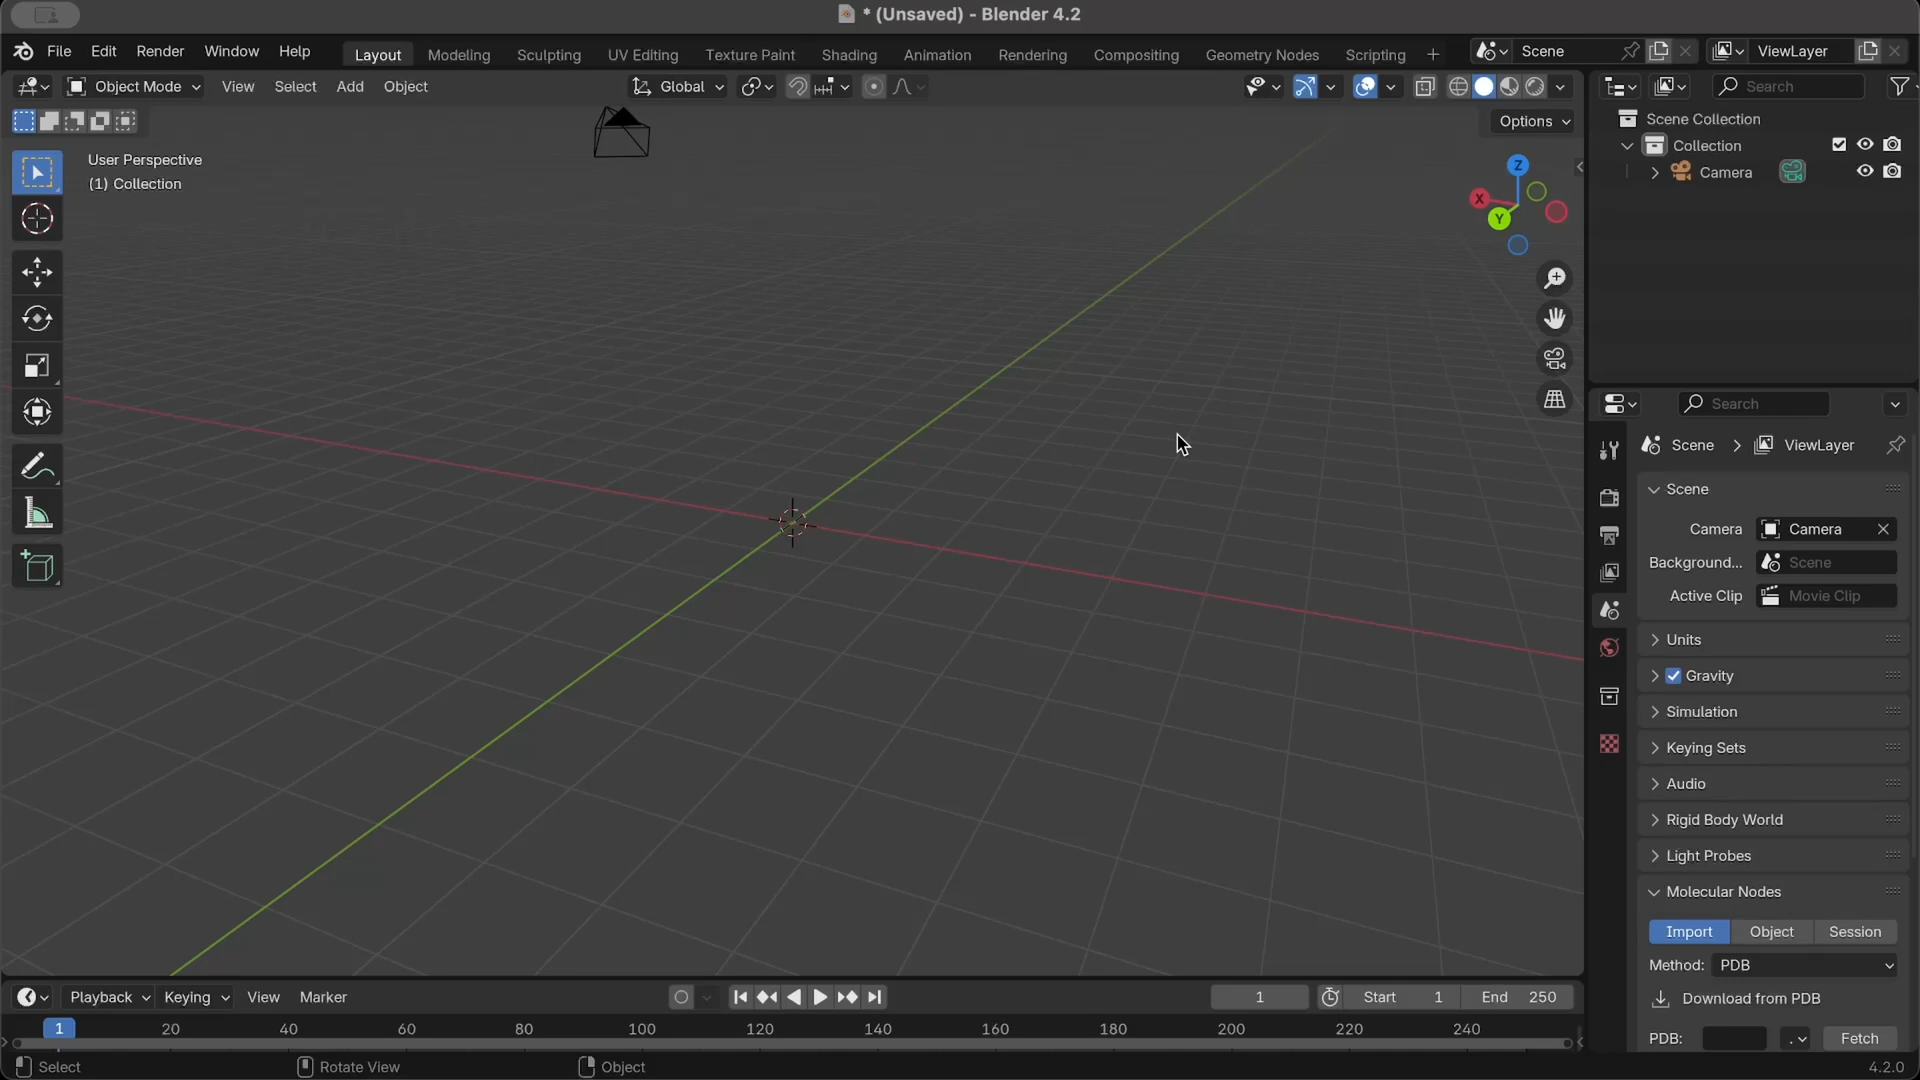 * (Unsaved) - Blender 4.2
File Edit Render Window Help
Layout Modeling Sculpting UV Editing Texture Paint Shading Animation Rendering Compositing Geometry Nodes Scripting +
Scene
ViewLayer
Object Mode View Select Add Object
Global
Search
Options
User Perspective
(1) Collection
Z
X
Y
Scene Collection
Collection
Camera
Search
Scene > ViewLayer
Scene
Camera Camera
Background... Scene
Active Clip Movie Clip
Units
Gravity
Simulation
Keying Sets
Audio
Rigid Body World
Light Probes
Molecular Nodes
Import Object Session
Method: PDB
Download from PDB
PDB: . Fetch
Playback Keying View Marker
1 Start 1 End 250
1 20 40 60 80 100 120 140 160 180 200 220 240
Select Rotate View Object
4.2.0